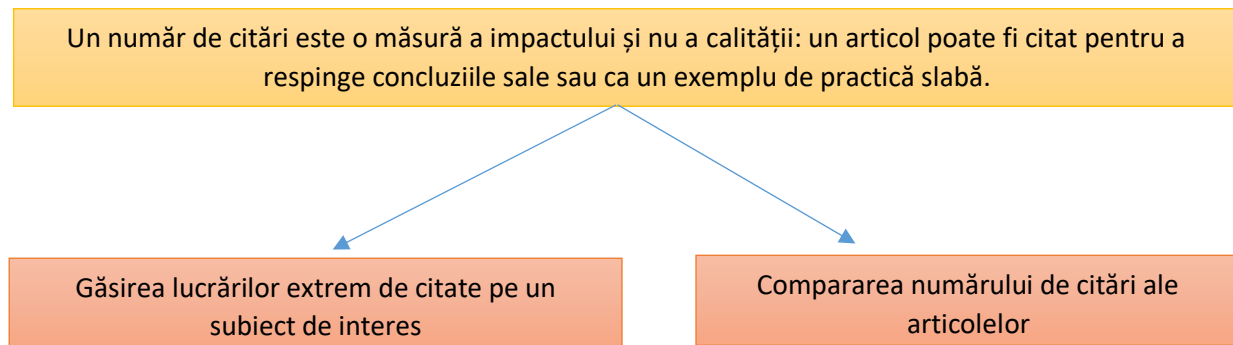 Un număr de citări este o măsură a impactului și nu a calității: un articol poate fi citat pentru a
respinge concluziile sale sau ca un exemplu de practică slabă.
Găsirea lucrărilor extrem de citate pe un
subiect de interes
Compararea numărului de citări ale
articolelor